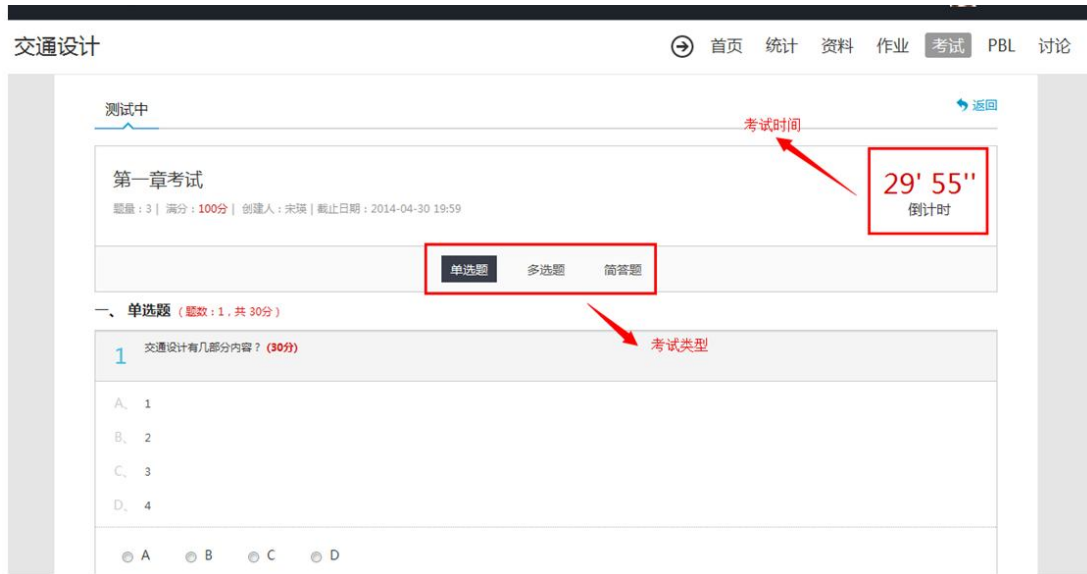 交通设计
首页 统计 资料 作业 考试 PBL 讨论
测试中
返回
考试时间
第一章考试
29' 55''
题量：3 | 满分：100分 | 创建人：宋瑛 | 截止日期：2014-04-30 19:59
倒计时
单选题 多选题 简答题
一、 单选题 （题数：1，共 30分）
考试类型
1 交通设计有几部分内容？ (30分)
A、 1
B、 2
C、 3
D、 4
A B C D